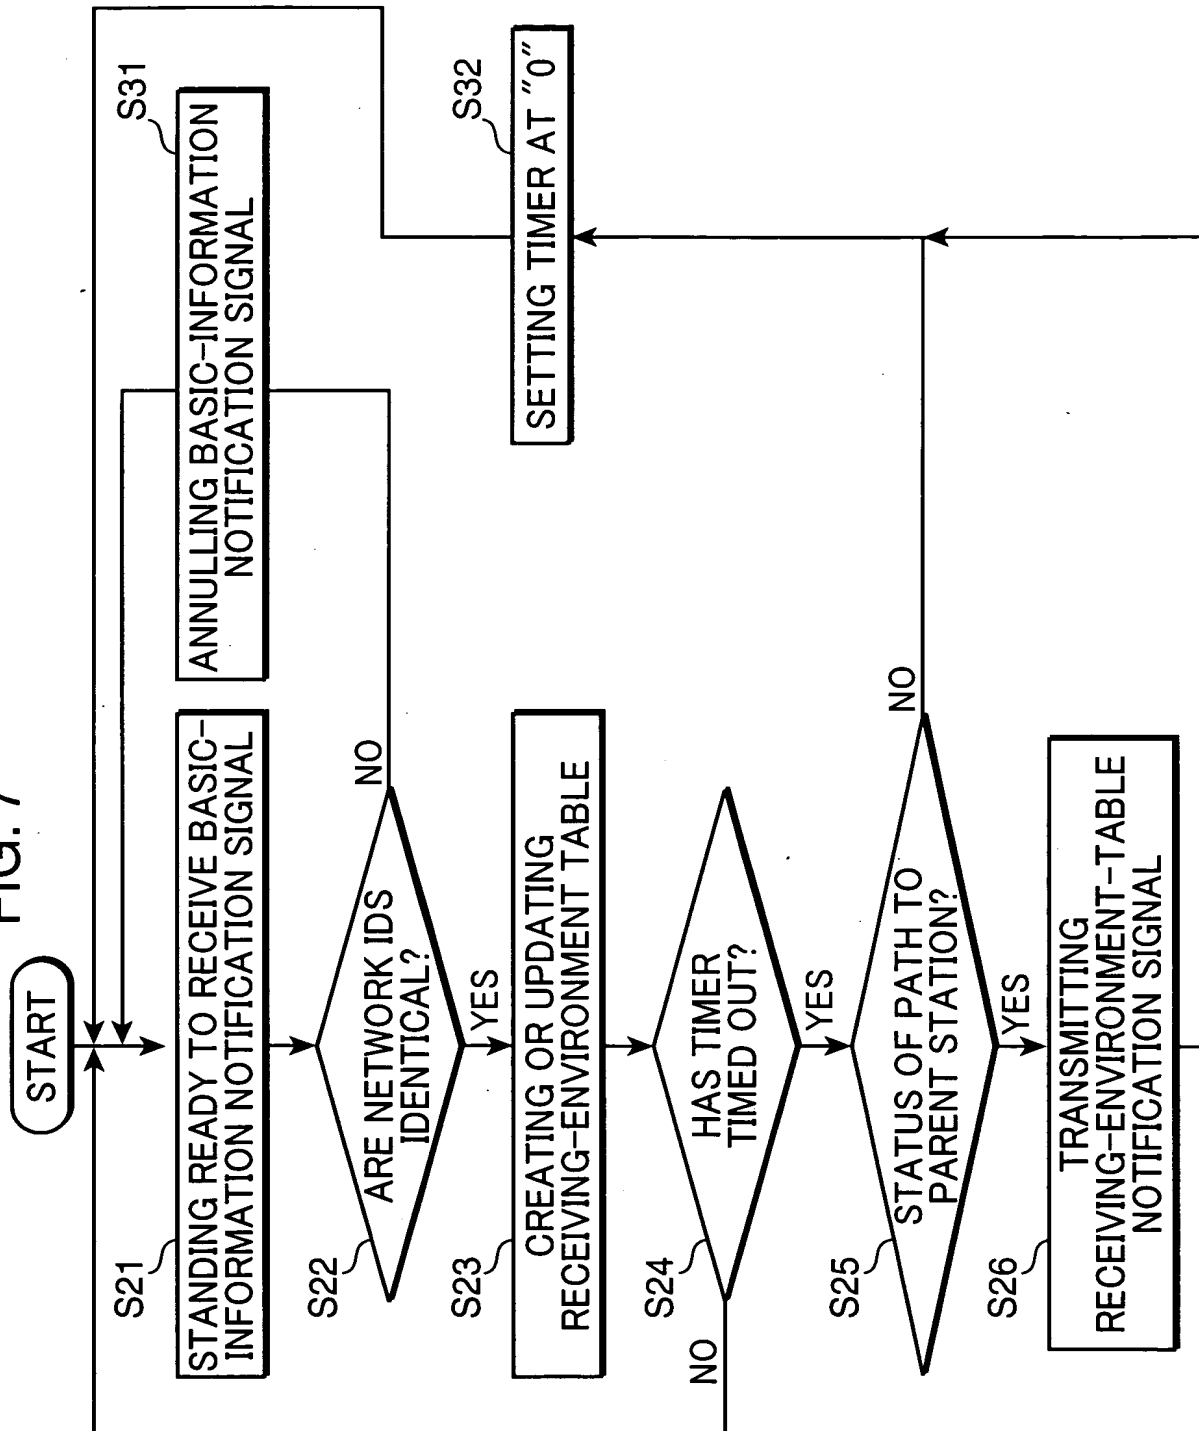 FIG. 7
START
S21
STANDING READY TO RECEIVE BASIC-
INFORMATION NOTIFICATION SIGNAL
S31
ANNULLING BASIC-INFORMATION
NOTIFICATION SIGNAL
S22
ARE NETWORK IDS
IDENTICAL?
NO
YES
S23
CREATING OR UPDATING
RECEIVING-ENVIRONMENT TABLE
S32
SETTING TIMER AT "0"
S24
HAS TIMER
TIMED OUT?
NO
YES
S25
STATUS OF PATH TO
PARENT STATION?
NO
YES
S26
TRANSMITTING
RECEIVING-ENVIRONMENT-TABLE
NOTIFICATION SIGNAL